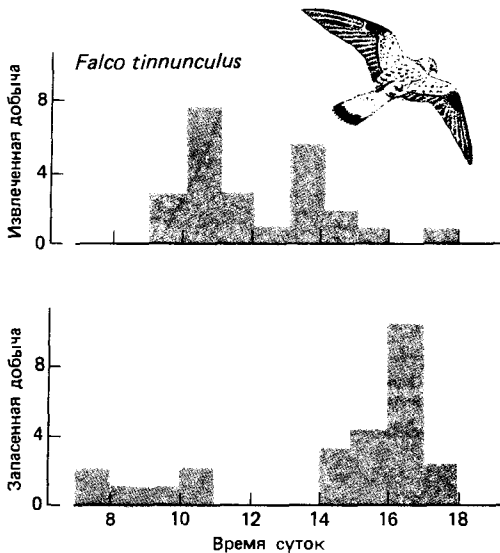 Falco tinnunculus
Извлеченная добыча
8
4
0
Запасенная добыча
8
4
0
8 10 12 14 16 18
Время суток